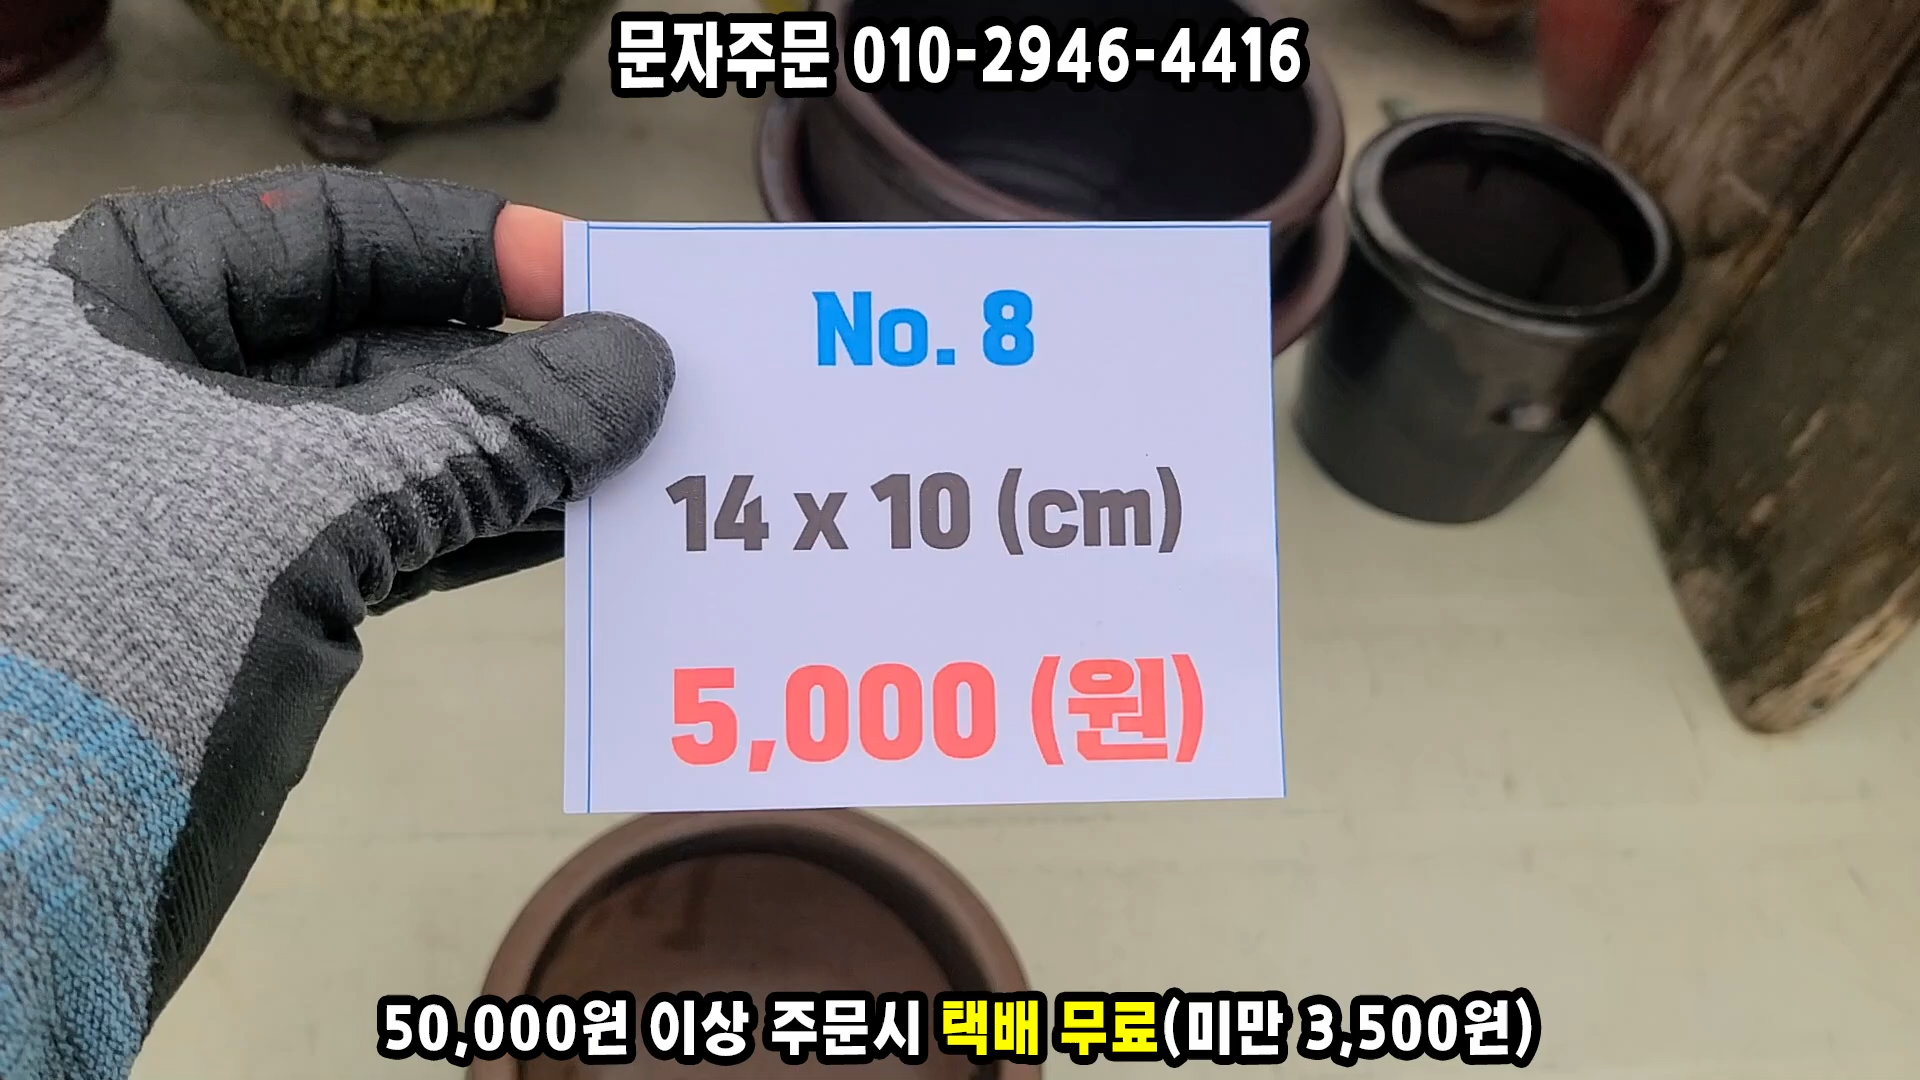 문자주문 010-2946-4416
No. 8
14 x 10 (cm)
5,000 (원)
50,000원 이상 주문시 택배 무료(미만 3,500원)